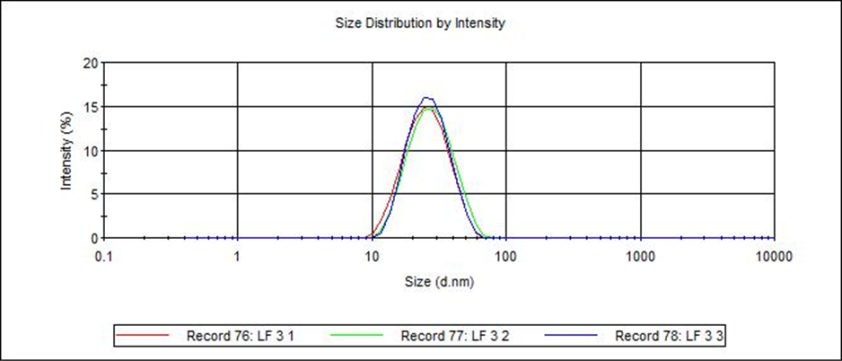 Size Distribution by Intensity
20
15
10
5
0
Intensity (%)
0.1 1 10 100 1000 10000
Size (d.nm)
Record 76: LF 3 1 Record 77: LF 3 2 Record 78: LF 3 3